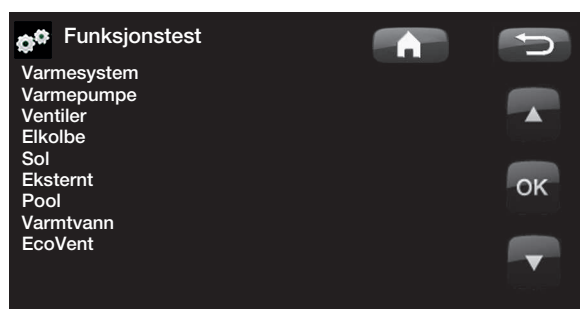 Funksjonstest
Varmesystem
Varmepumpe
Ventiler
Elkolbe
Sol
Eksternt
Pool
Varmtvann
EcoVent
OK